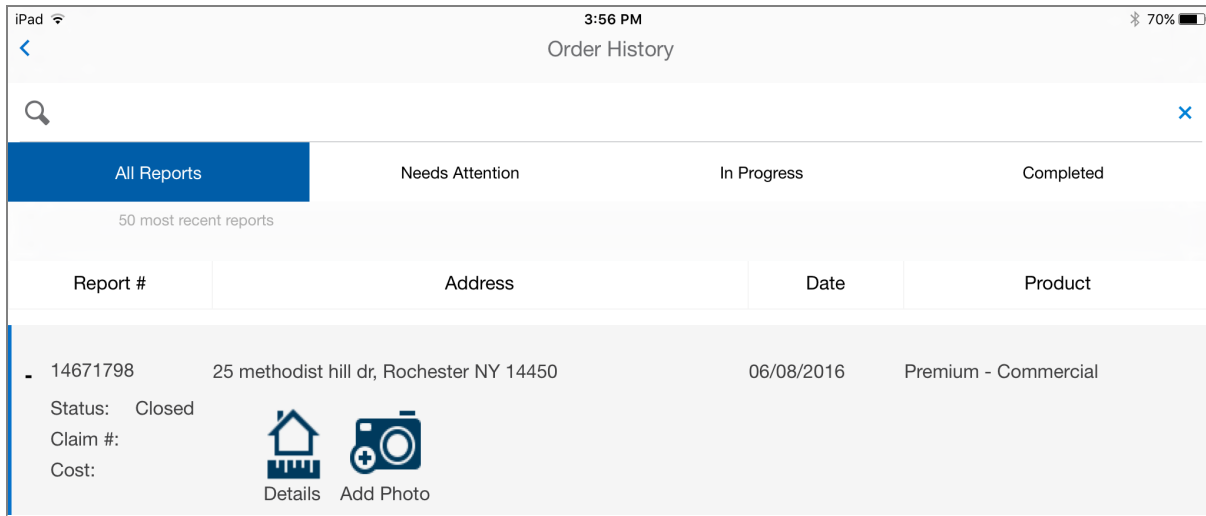 iPad 3:56 PM 70%
Order History
All Reports Needs Attention In Progress Completed
50 most recent reports
Report # Address Date Product
- 14671798 25 methodist hill dr, Rochester NY 14450 06/08/2016 Premium - Commercial
Status: Closed
Claim #:
Cost:
Details Add Photo